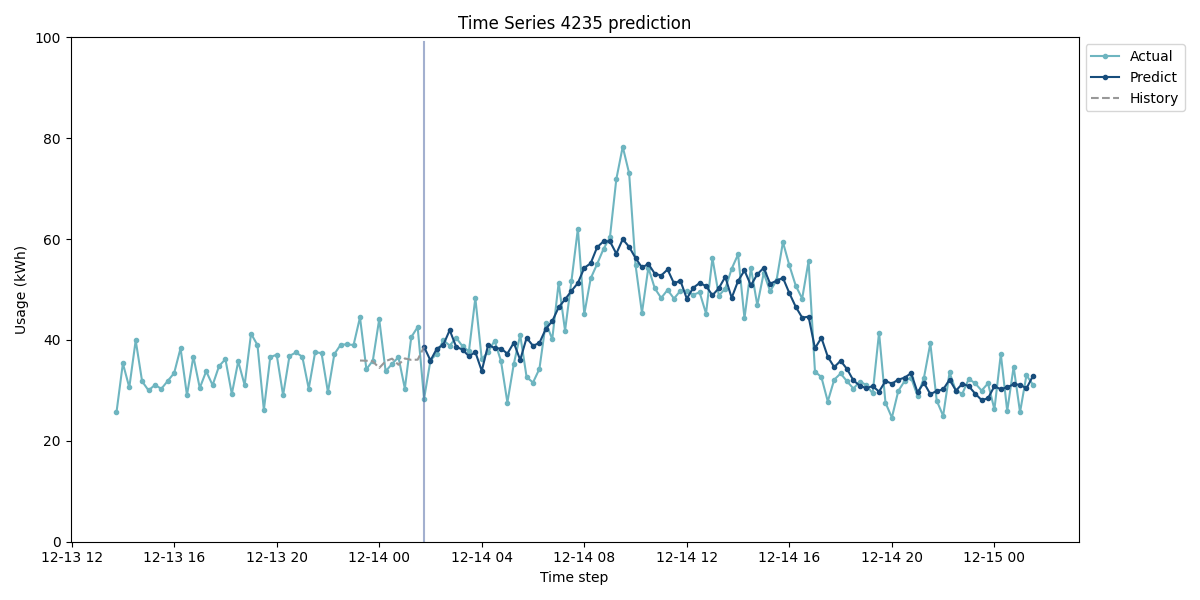 Time Series 4235 prediction
100
80
60
40
20
0
Usage (kWh)
12-13 12
12-13 16
12-13 20
12-14 00
12-14 04
12-14 08
12-14 12
12-14 16
12-14 20
12-15 00
Time step
Actual
Predict
History